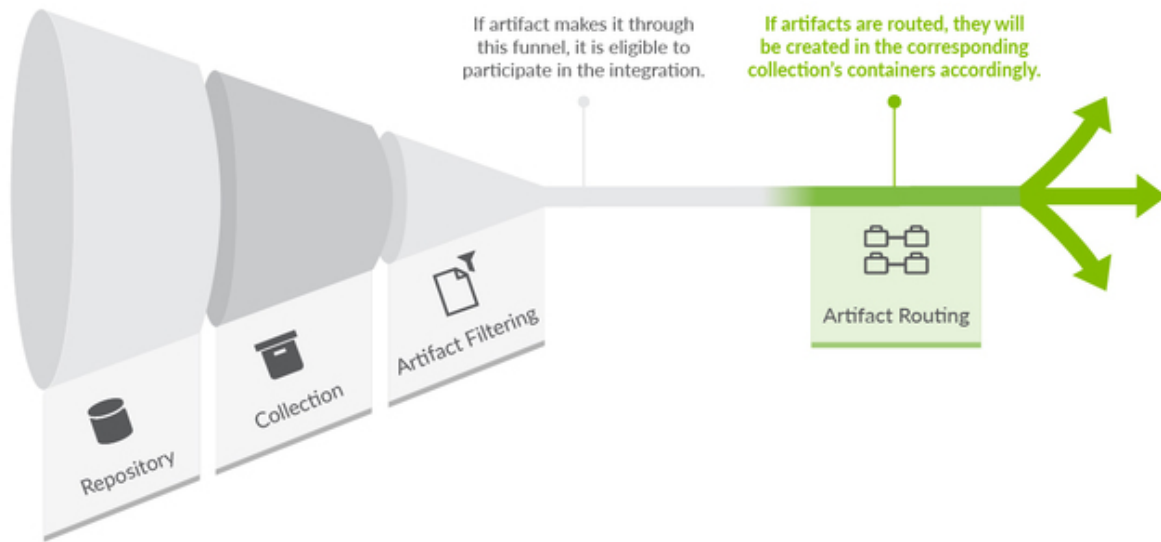 If artifact makes it through
this funnel, it is eligible to
participate in the integration.
If artifacts are routed, they will
be created in the corresponding
collection's containers accordingly.
Repository
Collection
Artifact Filtering
Artifact Routing